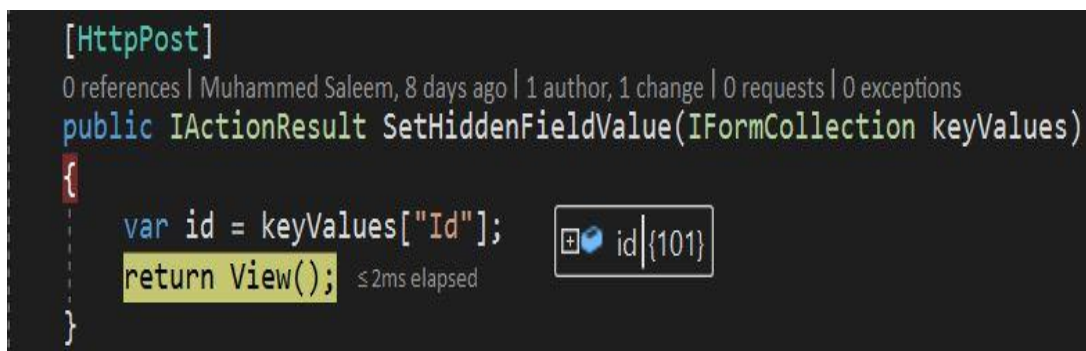 [HttpPost]
0 references | Muhammed Saleem, 8 days ago | 1 author, 1 change | 0 requests | 0 exceptions
public IActionResult SetHiddenFieldValue(IFormCollection keyValues)
{
var id = keyValues["Id"]; id {101}
return View(); ≤2ms elapsed
}